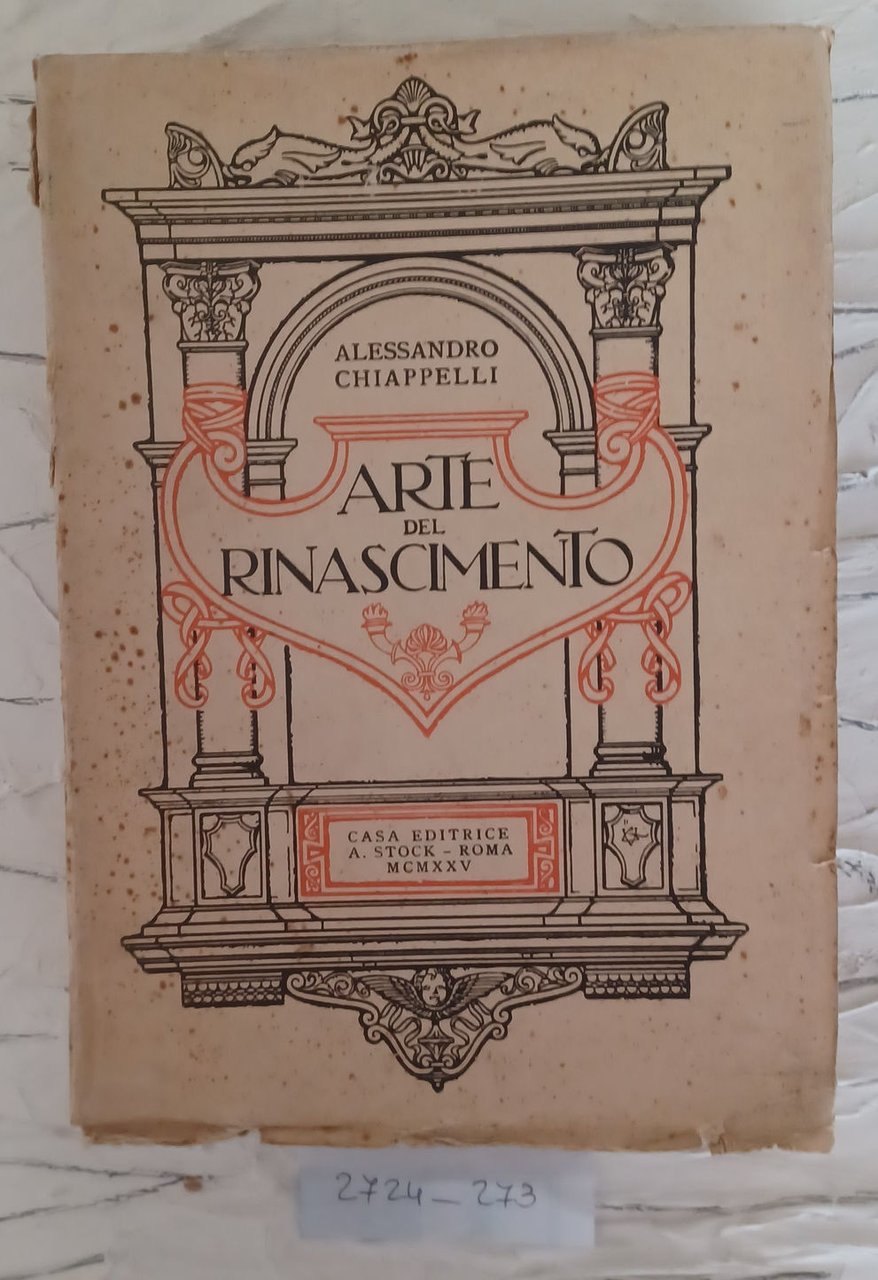 ALESSANDRO
CHIAPPELLI
ARTE
DEL
RINASCIMENTO
CASA EDITRICE
A. STOCK – ROMA
MCMXXV
2724 – 273